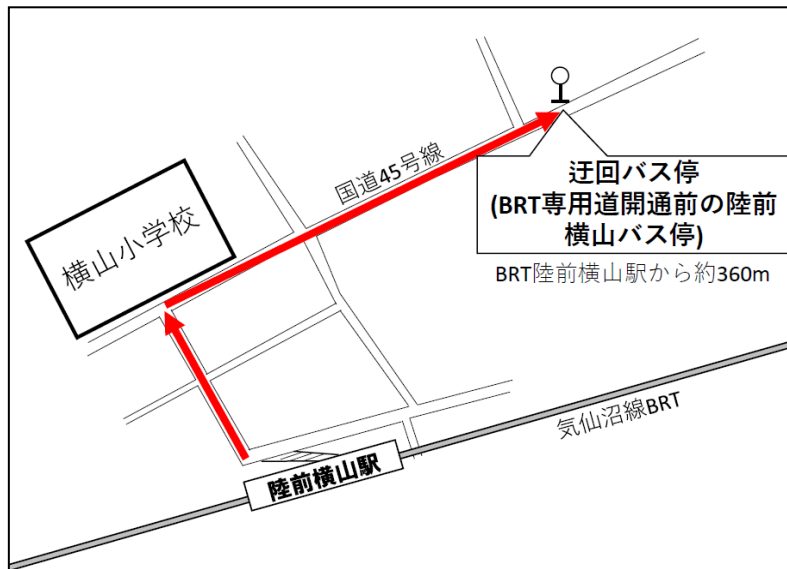 国道45号線
迂回バス停
(BRT専用道開通前の陸前
横山バス停)
横山小学校
BRT陸前横山駅から約360m
気仙沼線BRT
陸前横山駅